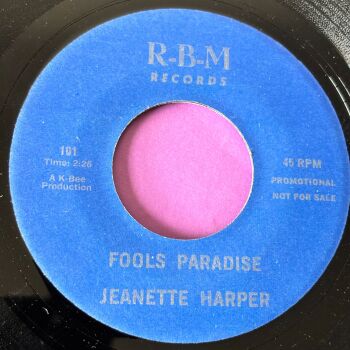 R-B-M
RECORDS
101
Time: 2:26
A K-Bee
Production
45 RPM
PROMOTIONAL
NOT FOR SALE
FOOLS PARADISE
JEANETTE HARPER